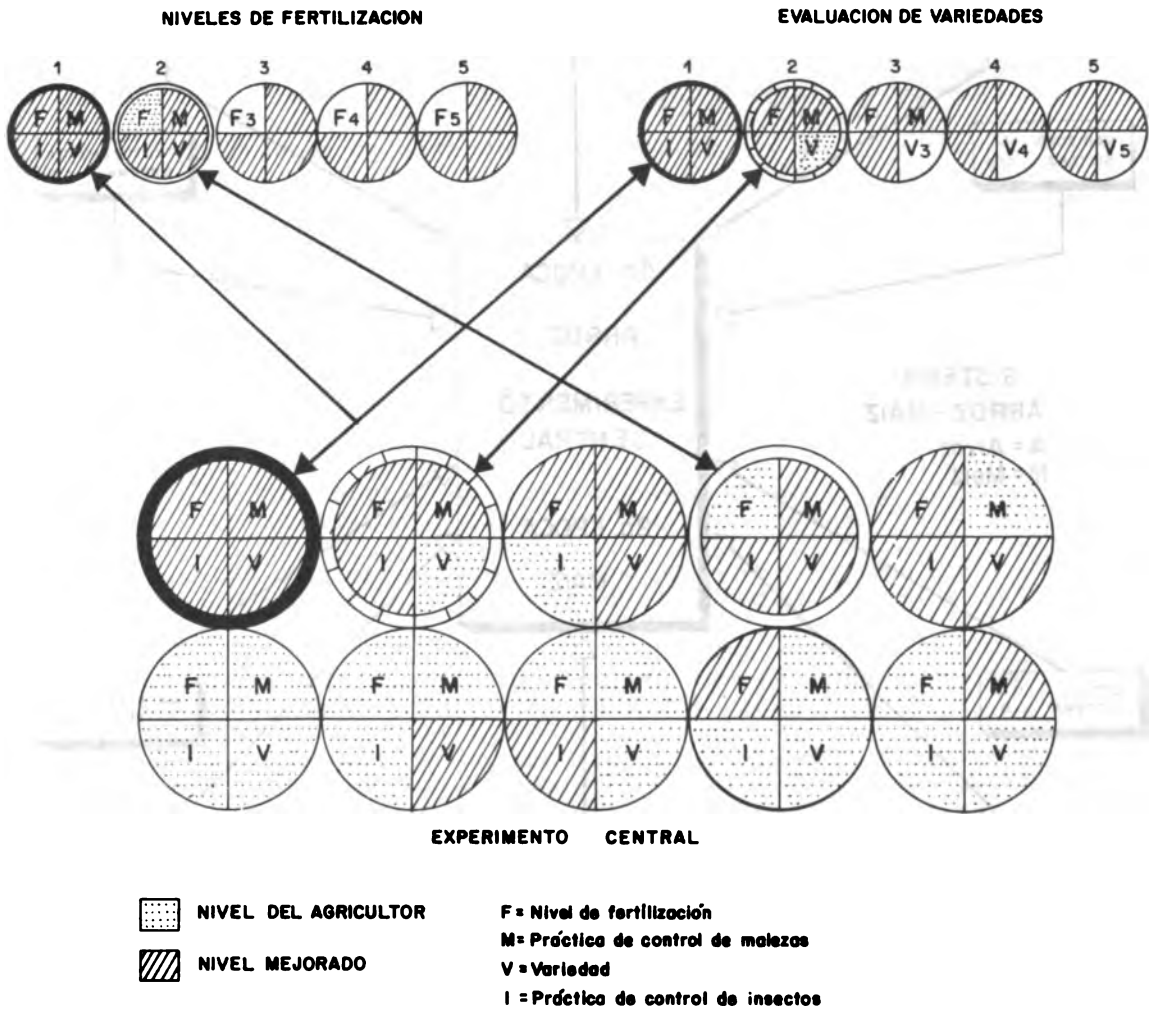 NIVELES DE FERTILIZACION
EVALUACION DE VARIEDADES
1 2 3 4 5
1 2 3 4 5
F M F M F3 F4 F5
I V I V
F M F M F M
I V I V V3 V4 V5
F M F M F M F M
I V I V I I V I V
F M F M F M F M F M
I V I V I V I V I V
EXPERIMENTO CENTRAL
NIVEL DEL AGRICULTOR
NIVEL MEJORADO
F = Nivel de fertilización
M = Práctica de control de malezas
V = Variedad
I = Práctica de control de insectos